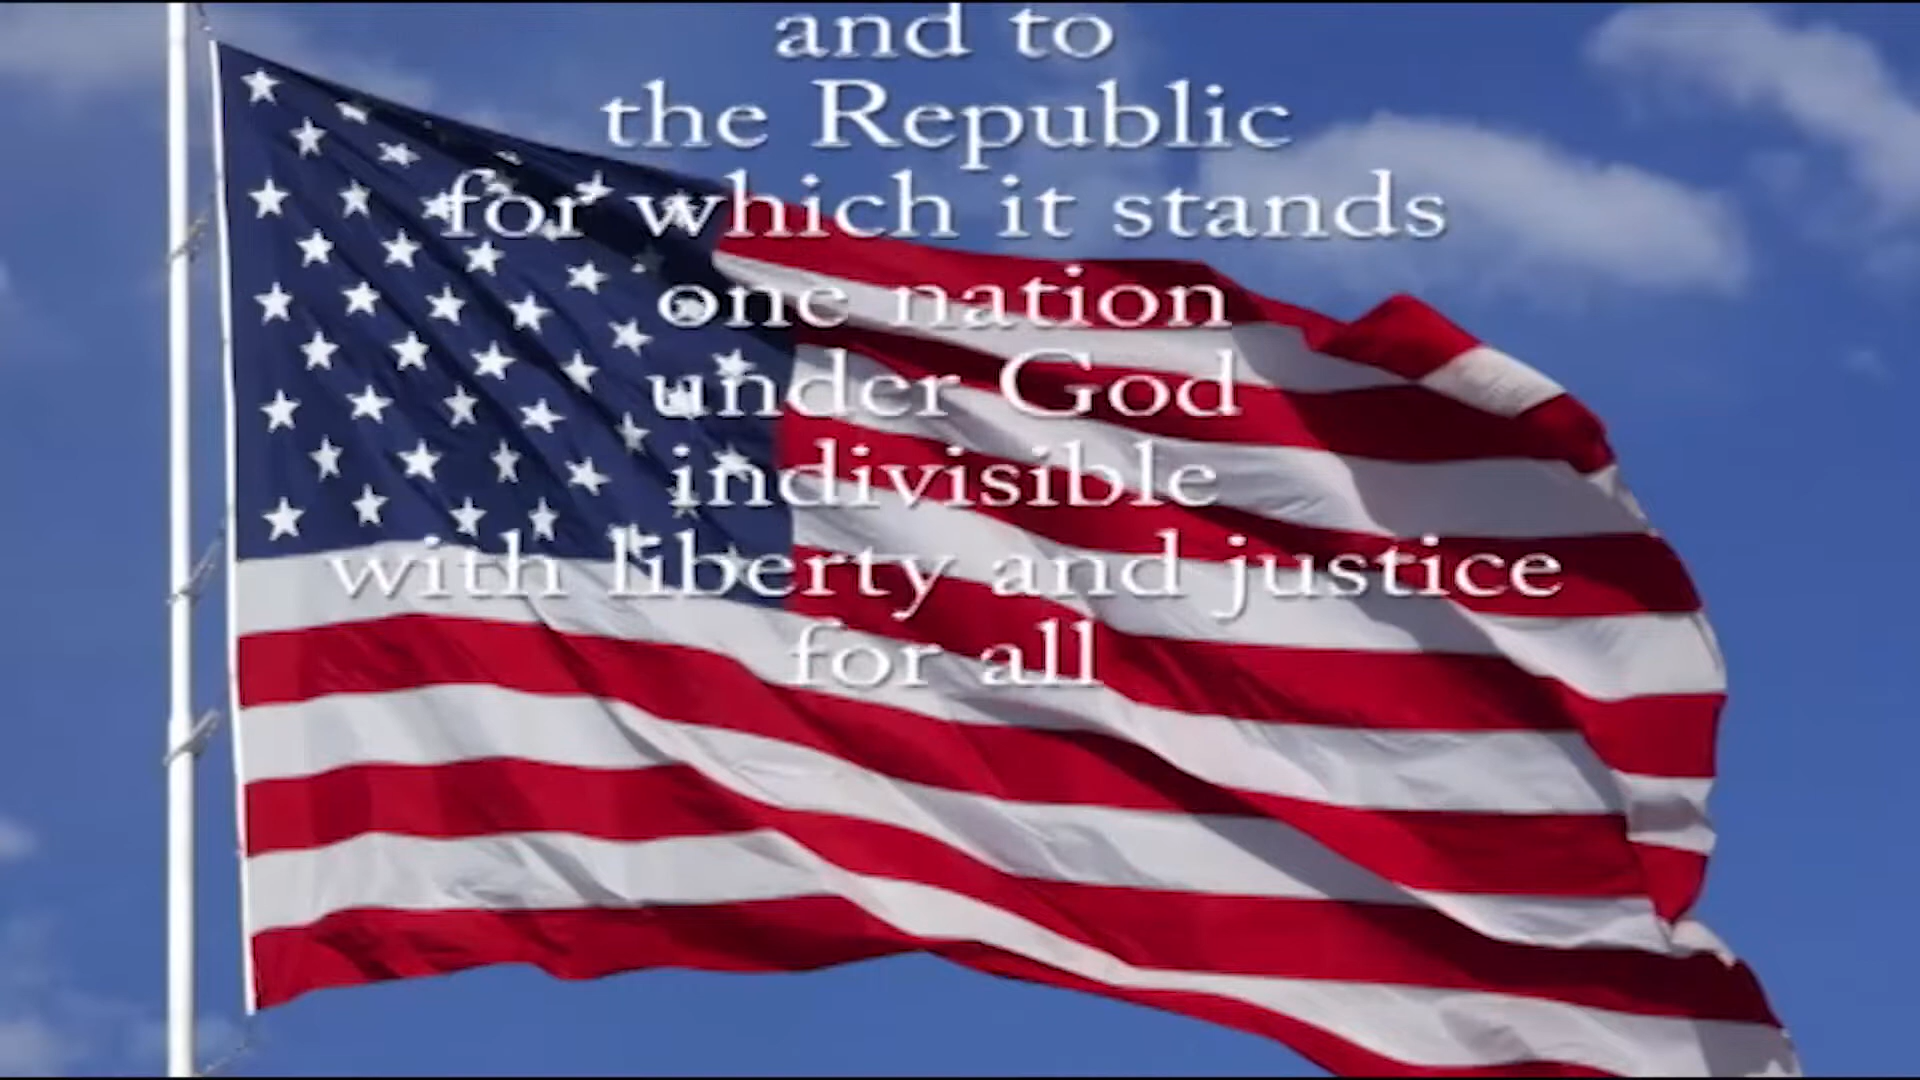 and to
the Republic
for which it stands
one nation
under God
indivisible
with liberty and justice
for all